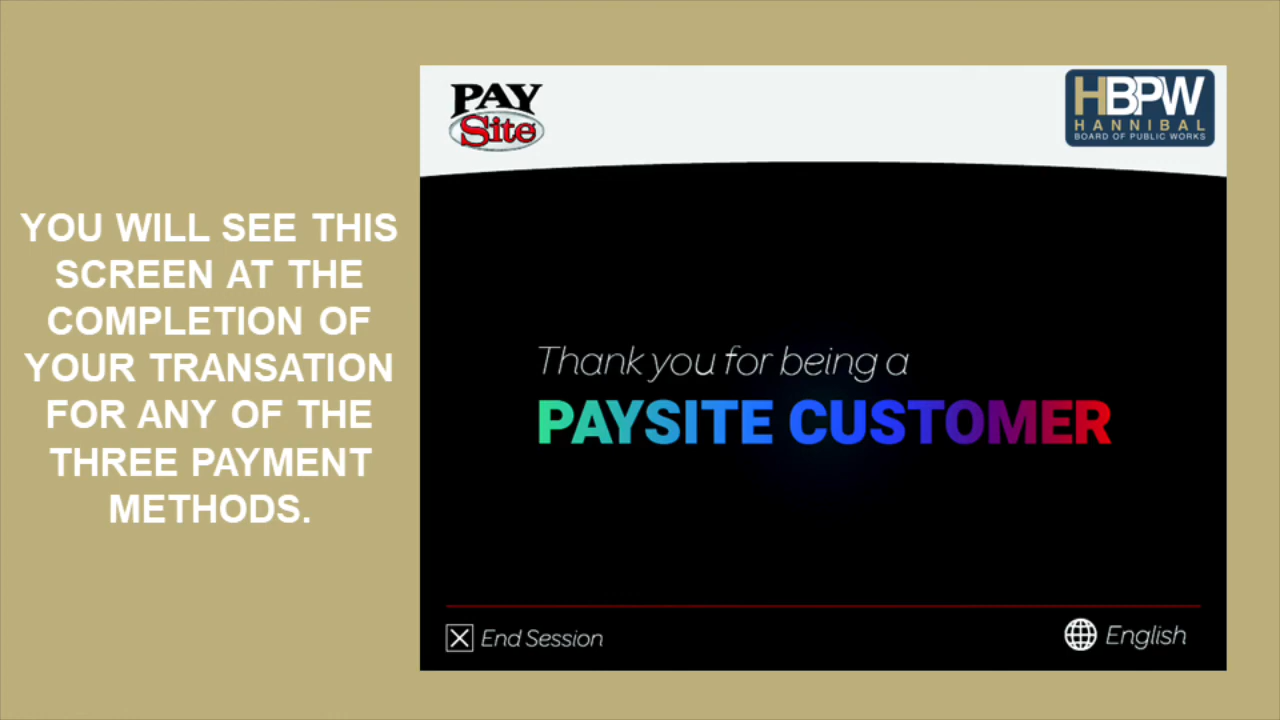 YOU WILL SEE THIS
SCREEN AT THE
COMPLETION OF
YOUR TRANSATION
FOR ANY OF THE
THREE PAYMENT
METHODS.
PAY
Site
HBPW
HANNIBAL
BOARD OF PUBLIC WORKS
Thank you for being a
PAYSITE CUSTOMER
End Session
English